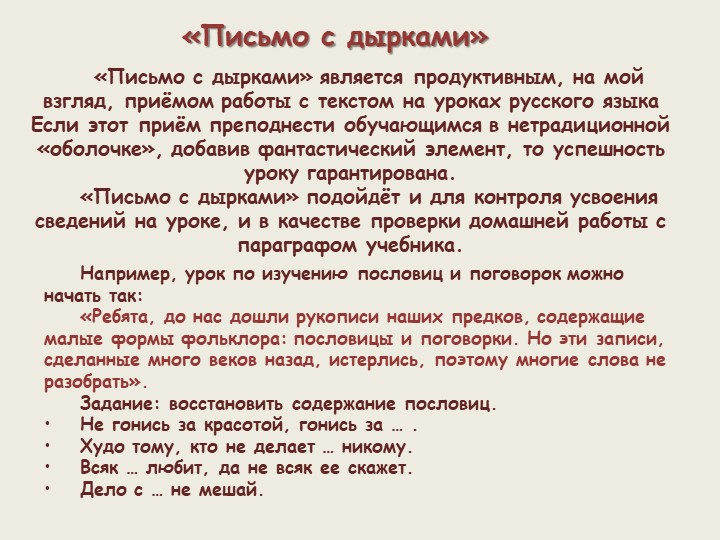 «Письмо с дырками»
«Письмо с дырками» является продуктивным, на мой
взгляд, приёмом работы с текстом на уроках русского языка
Если этот приём преподнести обучающимся в нетрадиционной
«оболочке», добавив фантастический элемент, то успешность
уроку гарантирована.
«Письмо с дырками» подойдёт и для контроля усвоения
сведений на уроке, и в качестве проверки домашней работы с
параграфом учебника.
Например, урок по изучению пословиц и поговорок можно
начать так:
«Ребята, до нас дошли рукописи наших предков, содержащие
малые формы фольклора: пословицы и поговорки. Но эти записи,
сделанные много веков назад, истерлись, поэтому многие слова не
разобрать».
Задание: восстановить содержание пословиц.
• Не гонись за красотой, гонись за … .
• Худо тому, кто не делает … никому.
• Всяк … любит, да не всяк ее скажет.
• Дело с … не мешай.